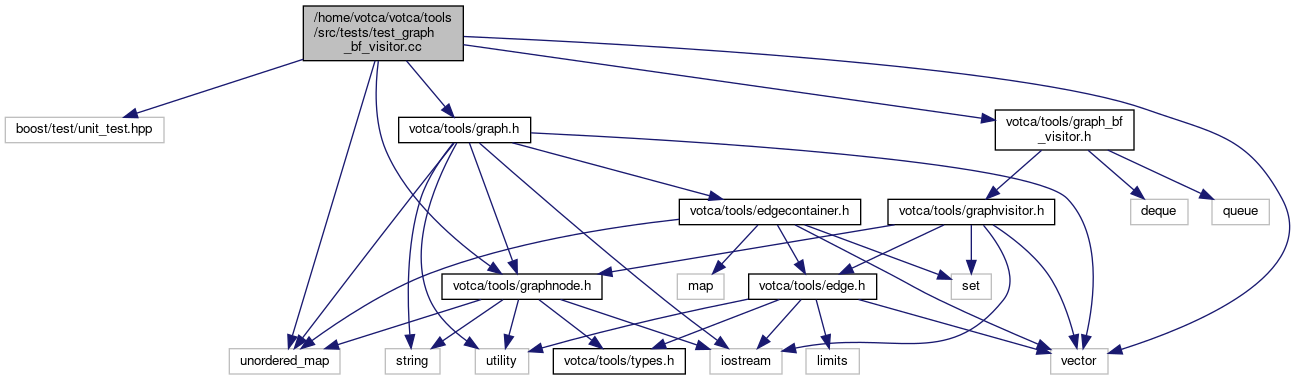 /home/votca/votca/tools
/src/tests/test_graph
_bf_visitor.cc
boost/test/unit_test.hpp
votca/tools/graph.h
votca/tools/graph_bf
_visitor.h
votca/tools/edgecontainer.h
votca/tools/graphvisitor.h
deque
queue
votca/tools/graphnode.h
map
votca/tools/edge.h
set
unordered_map
string
utility
votca/tools/types.h
iostream
limits
vector